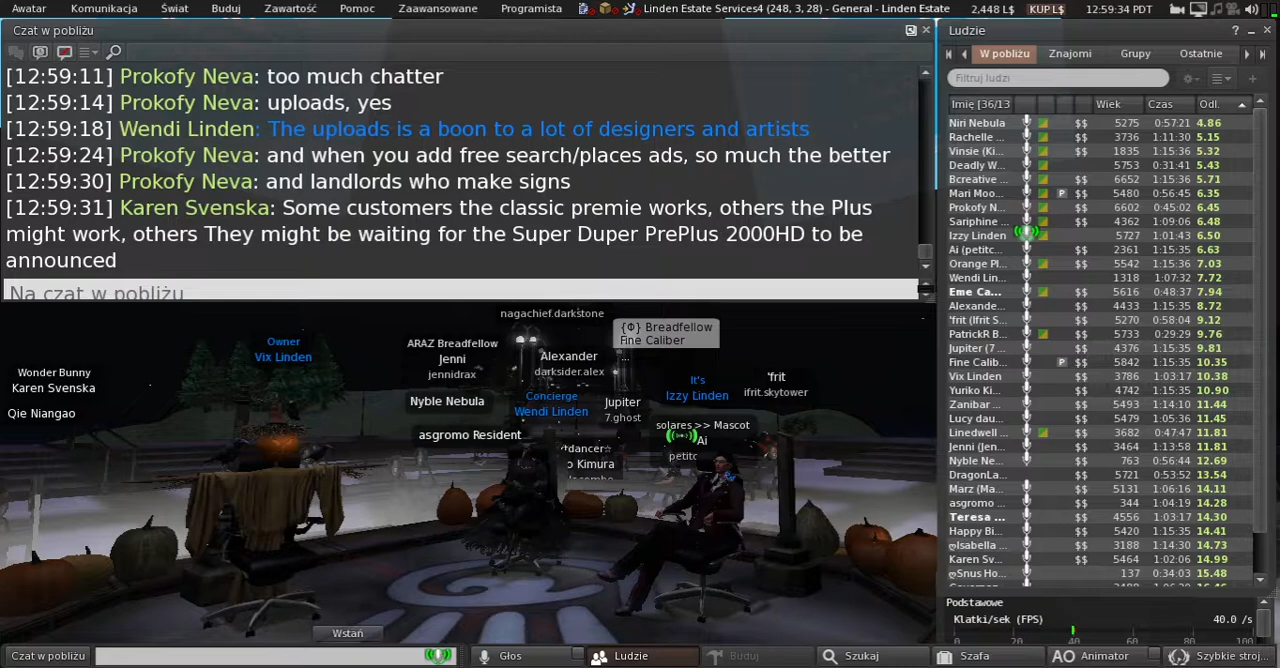 Awatar Komunikacja Świat Buduj Zawartość Pomoc Zaawansowane Programista Linden Estate Services4 (248, 3, 28) - General - Linden Estate 2,448 L$ KUP L$ 12:59:34 PDT
Czat w pobliżu
[12:59:11] Prokofy Neva: too much chatter
[12:59:14] Prokofy Neva: uploads, yes
[12:59:18] Wendi Linden: The uploads is a boon to a lot of designers and artists
[12:59:24] Prokofy Neva: and when you add free search/places ads, so much the better
[12:59:30] Prokofy Neva: and landlords who make signs
[12:59:31] Karen Svenska: Some customers the classic premie works, others the Plus
might work, others They might be waiting for the Super Duper PrePlus 2000HD to be
announced
Na czat w pobliżu
nagachief.darkstone
{Φ} Breadfellow
Fine Caliber
...
Owner
Vix Linden
ARAZ Breadfellow
Jenni
jennidrax
Alexander
darksider.alex
Wonder Bunny
Karen Svenska
Qie Niangao
It's
Izzy Linden
'frit
ifrit.skytower
Nyble Nebula
Concierge
Wendi Linden
Jupiter
7.ghost
asgromo Resident
solares >> Mascot
Ai
petitc
o Kimura
Wstań
Czat w pobliżu Głos Ludzie Buduj Szukaj Szafa AO Animator Szybkie stroj...
Ludzie ? _ ×
W pobliżu Znajomi Grupy Ostatnie
Filtruj ludzi
Imię [36/13 Wiek Czas Odl.
Niri Nebula $$ 5275 0:57:21 4.86
Rachelle ... $$ 3736 1:11:30 5.15
Vinsie (Ki... $$ 1835 1:15:36 5.32
Deadly W... 5753 0:31:41 5.43
Bcreative ... $$ 6652 1:15:36 5.71
Mari Moo... P $$ 5480 0:56:45 6.35
Prokofy N... $$ 6602 0:45:02 6.45
Sariphine ... $$ 4362 1:09:06 6.48
Izzy Linden 5727 1:01:43 6.50
Ai (petitc... $$ 2361 1:15:36 6.63
Orange Pl... $$ 5542 1:15:36 7.03
Wendi Lin... 1318 1:07:32 7.72
Eme Ca... $$ 5616 0:48:37 7.94
Alexande... $$ 4433 1:15:35 8.72
'frit (Ifrit S... $$ 5270 0:58:04 9.12
PatrickR B... $$ 5733 0:29:29 9.76
Jupiter (7 ... $$ 4376 1:15:35 9.81
Fine Calib... P $$ 5842 1:15:35 10.35
Vix Linden $$ 3786 1:03:17 10.38
Yuriko Ki... $$ 4792 1:15:35 10.90
Zanibar ... $$ 5493 1:14:10 11.44
Lucy dau... $$ 5479 1:15:35 11.45
Linedwell ... $$ 3682 0:47:47 11.81
Jenni (Jen... $$ 3464 1:13:58 11.81
Nyble Ne... $$ 763 0:56:44 12.69
DragonLa... $$ 5721 0:53:52 13.54
Marz (Ma... $$ 5131 1:06:16 14.11
asgromo ... $$ 344 1:04:19 14.28
Teresa ... $$ 4556 1:03:17 14.30
Happy Bi... $$ 5420 1:15:35 14.41
ღIsabella ... $$ 3188 1:14:30 14.73
Karen Sv... $$ 5464 1:02:06 14.99
ღSnus Ho... $$ 137 0:34:03 15.48
Podstawowe
Klatki/sek (FPS) 40.0 /s
0 20 40 60 80 100